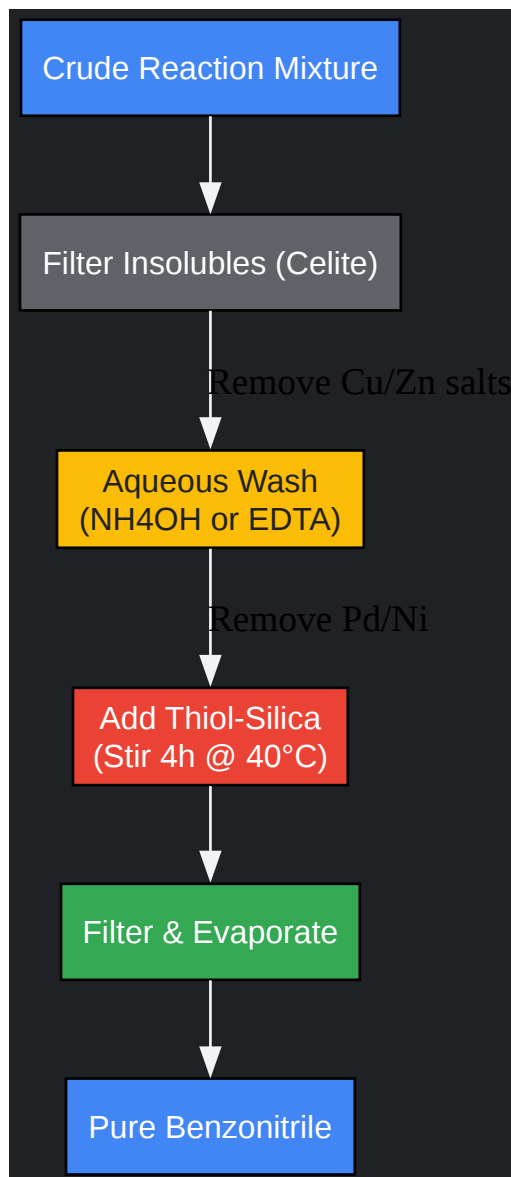 Crude Reaction Mixture
Filter Insolubles (Celite)
Remove Cu/Zn salts
Aqueous Wash
(NH4OH or EDTA)
Remove Pd/Ni
Add Thiol-Silica
(Stir 4h @ 40°C)
Filter & Evaporate
Pure Benzonitrile